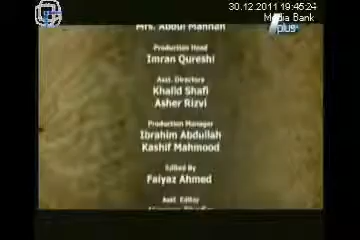 30.12.2011 19:45:24
Media Bank
plus
Mrs. Abdul Mannan
Production Head
Imran Qureshi
Asst. Directors
Khalid Shafi
Asher Rizvi
Production Manager
Ibrahim Abdullah
Kashif Mahmood
Edited By
Faiyaz Ahmed
Asst. Editor